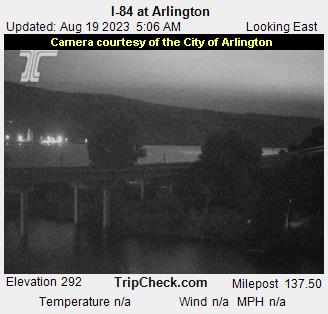 I-84 at Arlington
Updated: Aug 19 2023 5:06 AM Looking East
Camera courtesy of the City of Arlington
Elevation 292 TripCheck.com Milepost 137.50
Temperature n/a Wind n/a MPH n/a